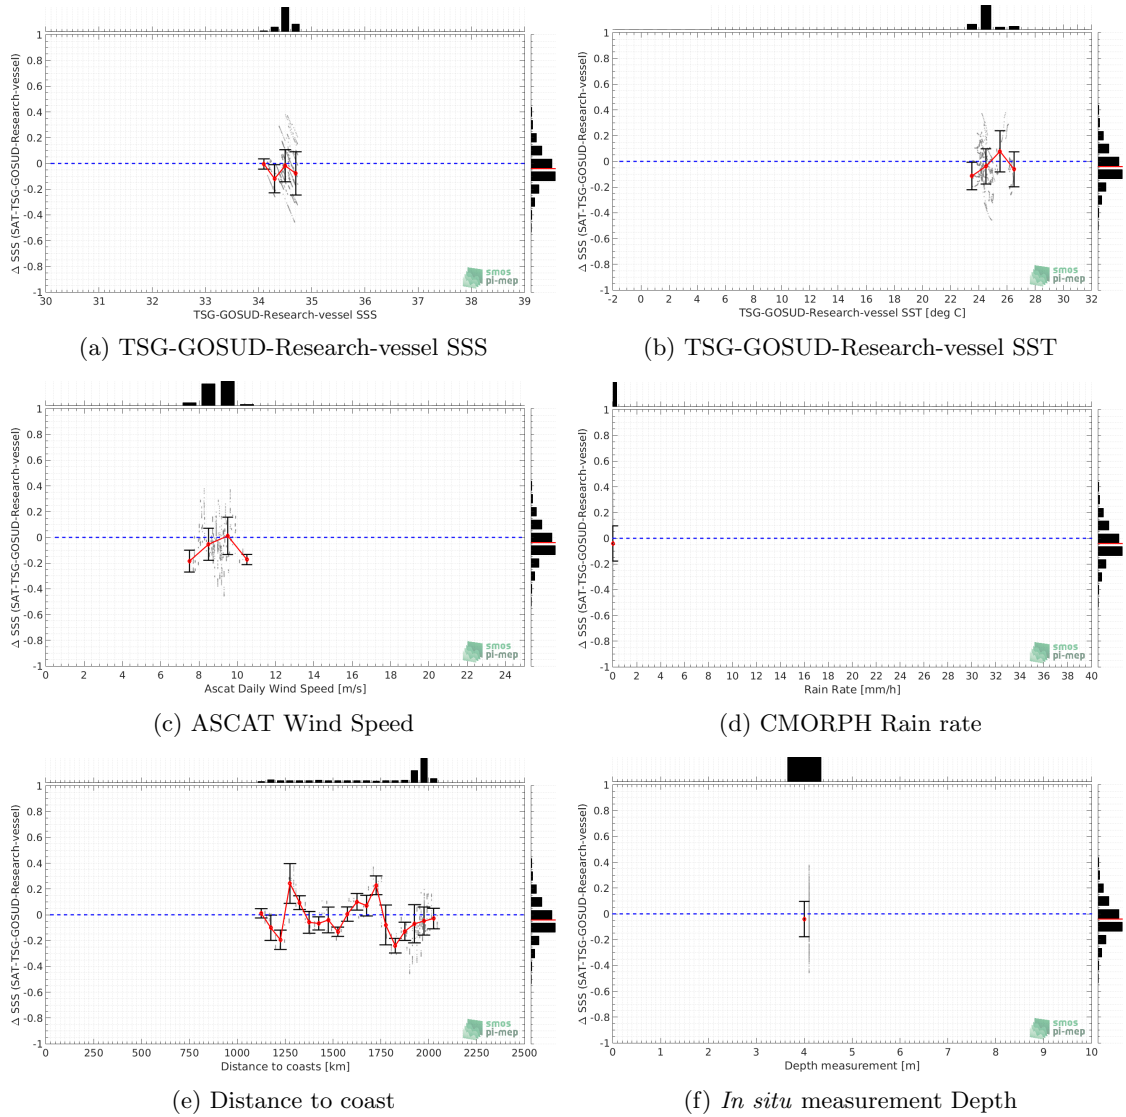 Δ SSS (SAT-TSG-GOSUD-Research-vessel)
1
0.8
0.6
0.4
0.2
0
-0.2
-0.4
-0.6
-0.8
-1
30 31 32 33 34 35 36 37 38 39
TSG-GOSUD-Research-vessel SSS
smos
pi-mep
(a) TSG-GOSUD-Research-vessel SSS
Δ SSS (SAT-TSG-GOSUD-Research-vessel)
1
0.8
0.6
0.4
0.2
0
-0.2
-0.4
-0.6
-0.8
-1
-2 0 2 4 6 8 10 12 14 16 18 20 22 24 26 28 30 32
TSG-GOSUD-Research-vessel SST [deg C]
smos
pi-mep
(b) TSG-GOSUD-Research-vessel SST
Δ SSS (SAT-TSG-GOSUD-Research-vessel)
1
0.8
0.6
0.4
0.2
0
-0.2
-0.4
-0.6
-0.8
-1
0 2 4 6 8 10 12 14 16 18 20 22 24
Ascat Daily Wind Speed [m/s]
smos
pi-mep
(c) ASCAT Wind Speed
Δ SSS (SAT-TSG-GOSUD-Research-vessel)
1
0.8
0.6
0.4
0.2
0
-0.2
-0.4
-0.6
-0.8
-1
0 2 4 6 8 10 12 14 16 18 20 22 24 26 28 30 32 34 36 38 40
Rain Rate [mm/h]
smos
pi-mep
(d) CMORPH Rain rate
Δ SSS (SAT-TSG-GOSUD-Research-vessel)
1
0.8
0.6
0.4
0.2
0
-0.2
-0.4
-0.6
-0.8
-1
0 250 500 750 1000 1250 1500 1750 2000 2250 2500
Distance to coasts [km]
smos
pi-mep
(e) Distance to coast
Δ SSS (SAT-TSG-GOSUD-Research-vessel)
1
0.8
0.6
0.4
0.2
0
-0.2
-0.4
-0.6
-0.8
-1
0 1 2 3 4 5 6 7 8 9 10
Depth measurement [m]
smos
pi-mep
(f) In situ measurement Depth